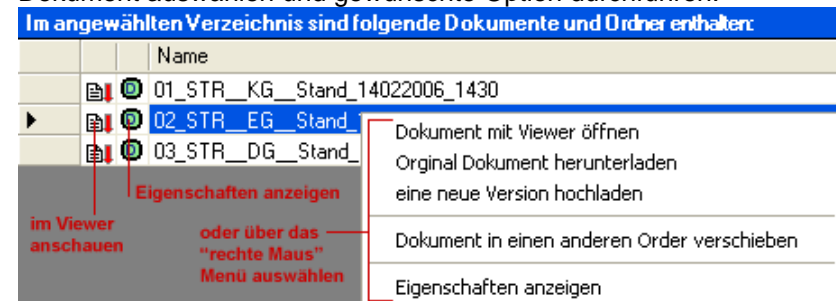 Dokument auswählen und gewünschte Option durchführen.
Im angewählten Verzeichnis sind folgende Dokumente und Ordner enthalten:
Name
01_STR__KG__Stand_14022006_1430
02_STR__EG__Stand_
03_STR__DG__Stand_
Dokument mit Viewer öffnen
Orginal Dokument herunterladen
eine neue Version hochladen
Dokument in einen anderen Order verschieben
Eigenschaften anzeigen
Eigenschaften anzeigen
im Viewer
anschauen
oder über das
"rechte Maus"
Menü auswählen